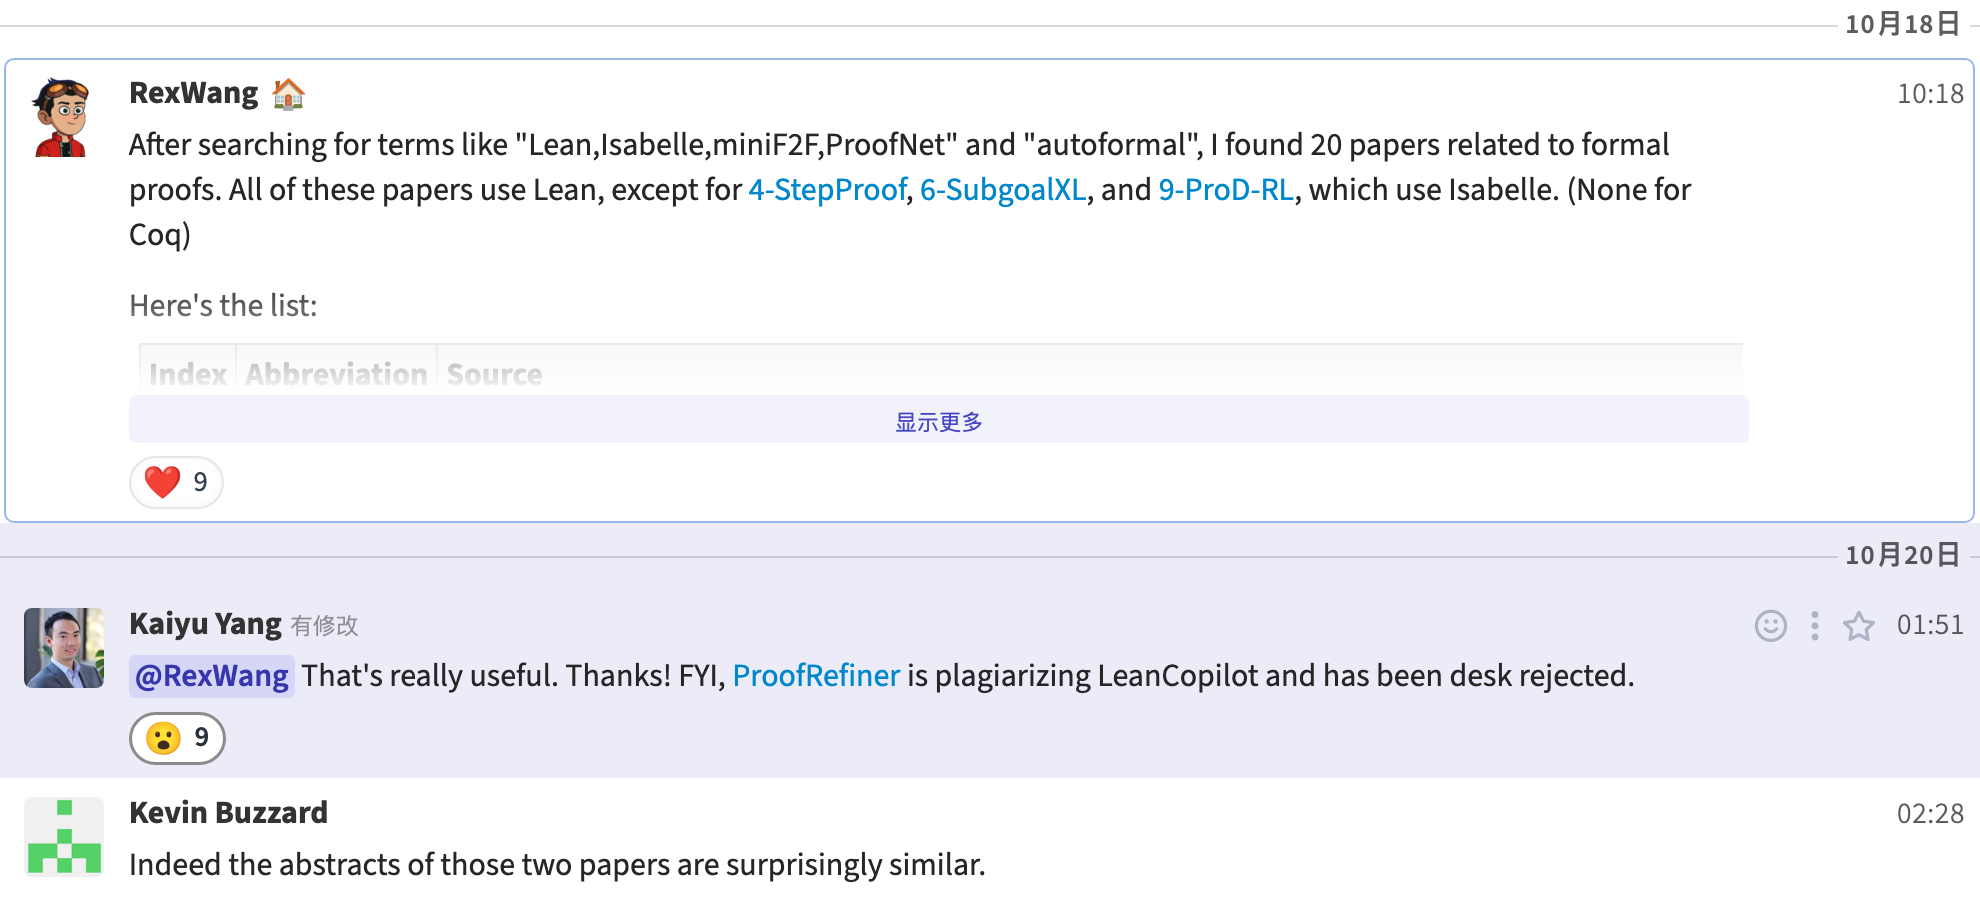 10月18日
RexWang 🏠 10:18
After searching for terms like "Lean,Isabelle,miniF2F,ProofNet" and "autoformal", I found 20 papers related to formal
proofs. All of these papers use Lean, except for 4-StepProof, 6-SubgoalXL, and 9-ProD-RL, which use Isabelle. (None for
Coq)
Here's the list:
Index Abbreviation Source
显示更多
❤️ 9
10月20日
Kaiyu Yang 有修改 01:51
@RexWang That's really useful. Thanks! FYI, ProofRefiner is plagiarizing LeanCopilot and has been desk rejected.
😮 9
Kevin Buzzard 02:28
Indeed the abstracts of those two papers are surprisingly similar.